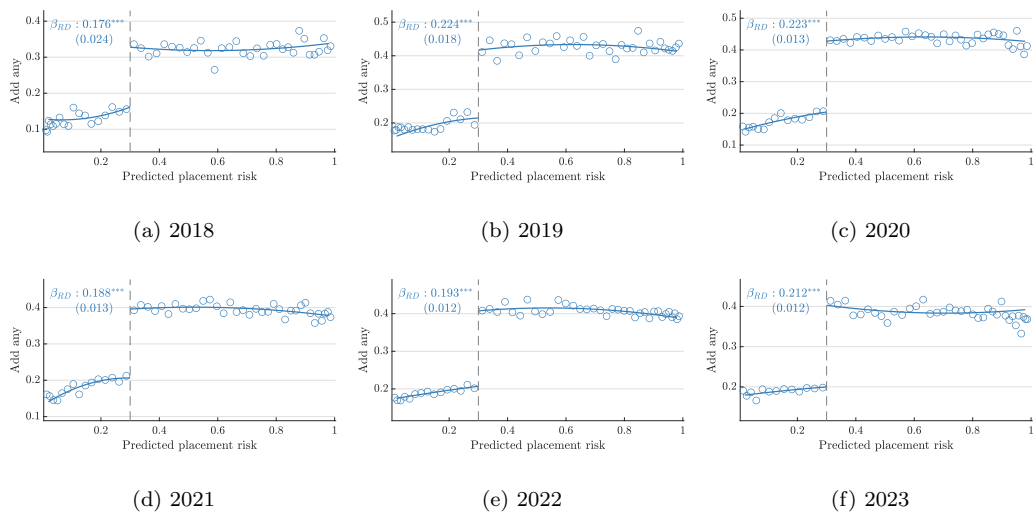 0.4
0.3
0.2
0.1
Add any
β_RD : 0.176***
(0.024)
0.2 0.4 0.6 0.8 1
Predicted placement risk
(a) 2018
0.5
0.4
0.3
0.2
Add any
β_RD : 0.224***
(0.018)
0.2 0.4 0.6 0.8 1
Predicted placement risk
(b) 2019
0.5
0.4
0.3
0.2
0.1
Add any
β_RD : 0.223***
(0.013)
0.2 0.4 0.6 0.8 1
Predicted placement risk
(c) 2020
0.4
0.3
0.2
0.1
Add any
β_RD : 0.188***
(0.013)
0.2 0.4 0.6 0.8 1
Predicted placement risk
(d) 2021
0.4
0.3
0.2
Add any
β_RD : 0.193***
(0.012)
0.2 0.4 0.6 0.8 1
Predicted placement risk
(e) 2022
0.4
0.3
0.2
Add any
β_RD : 0.212***
(0.012)
0.2 0.4 0.6 0.8 1
Predicted placement risk
(f) 2023